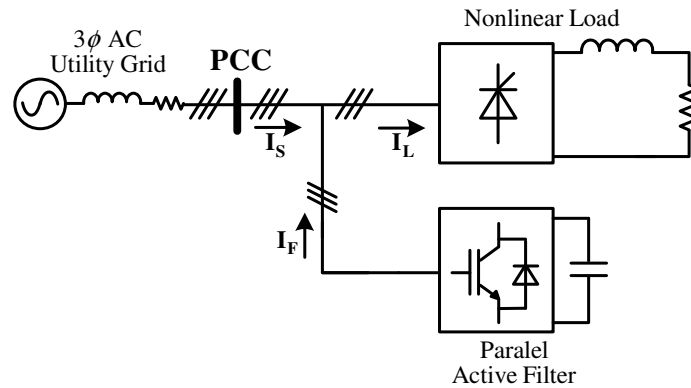 Nonlinear Load
3ϕ AC
Utility Grid
PCC
I_S
I_L
I_F
Paralel
Active Filter